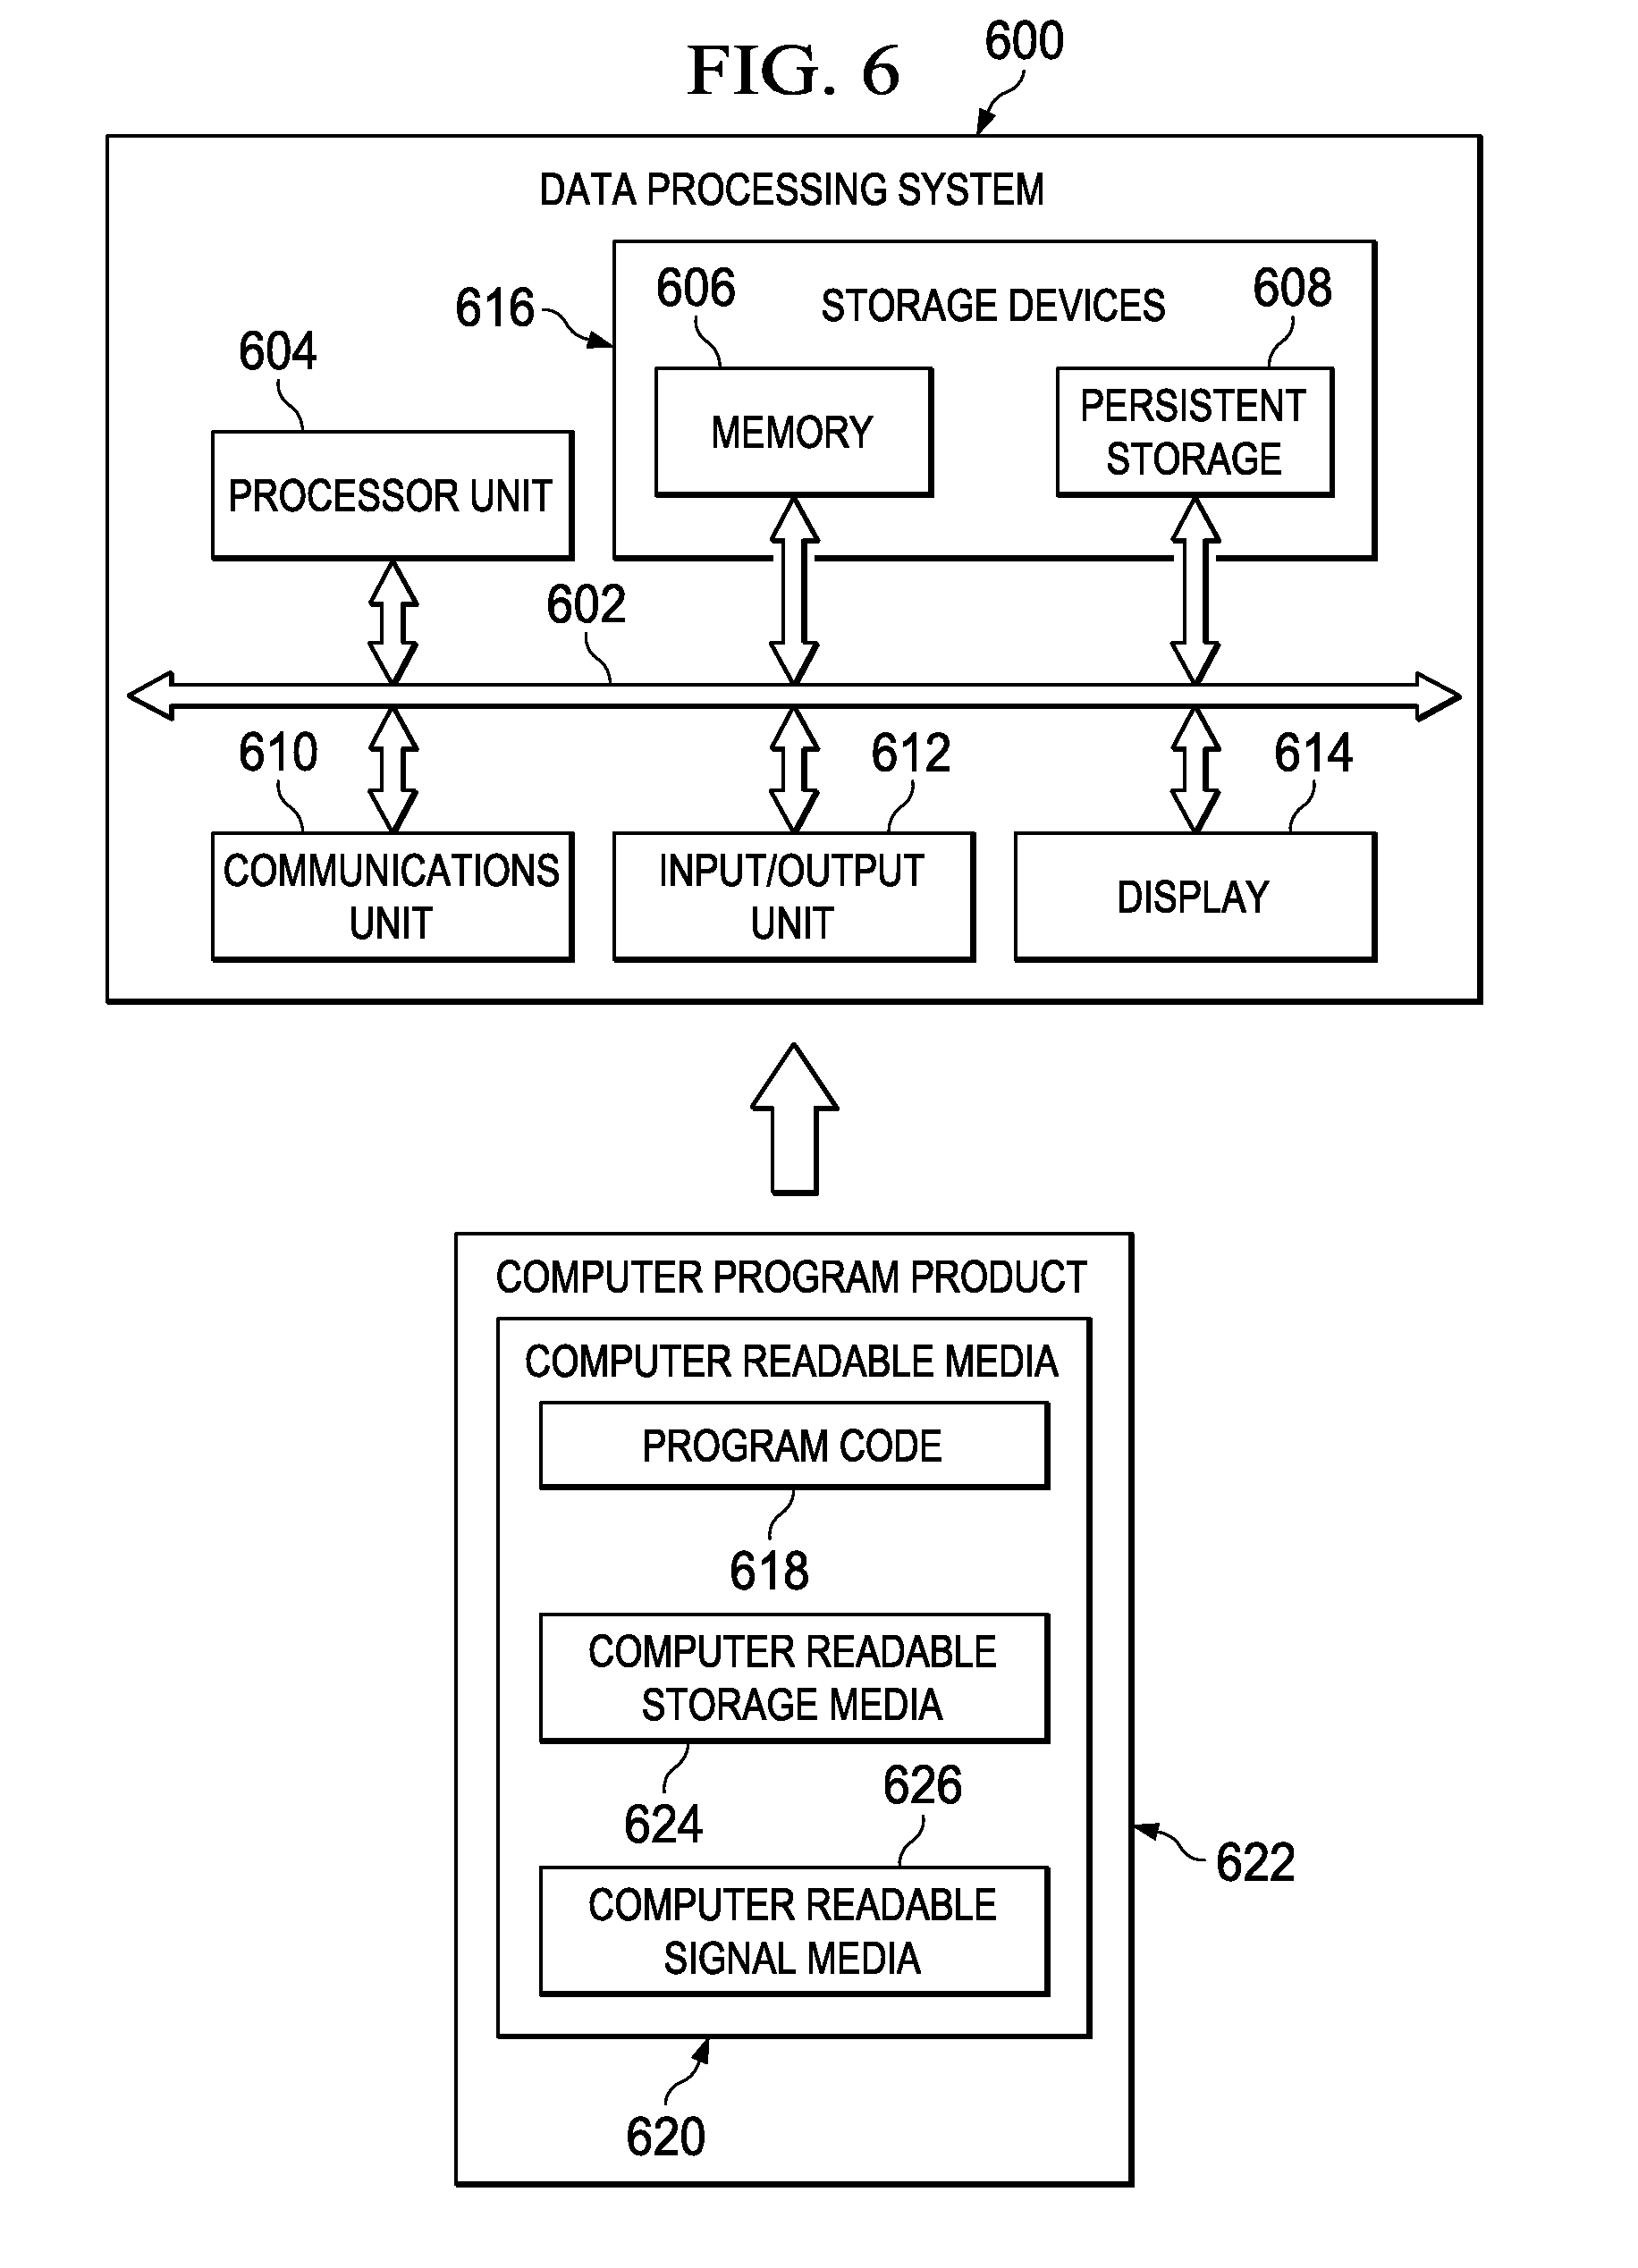 FIG. 6
600
DATA PROCESSING SYSTEM
616
606
STORAGE DEVICES
608
604
MEMORY
PERSISTENT
STORAGE
PROCESSOR UNIT
602
610
612
614
COMMUNICATIONS
UNIT
INPUT/OUTPUT
UNIT
DISPLAY
COMPUTER PROGRAM PRODUCT
COMPUTER READABLE MEDIA
PROGRAM CODE
618
COMPUTER READABLE
STORAGE MEDIA
624
626
622
COMPUTER READABLE
SIGNAL MEDIA
620